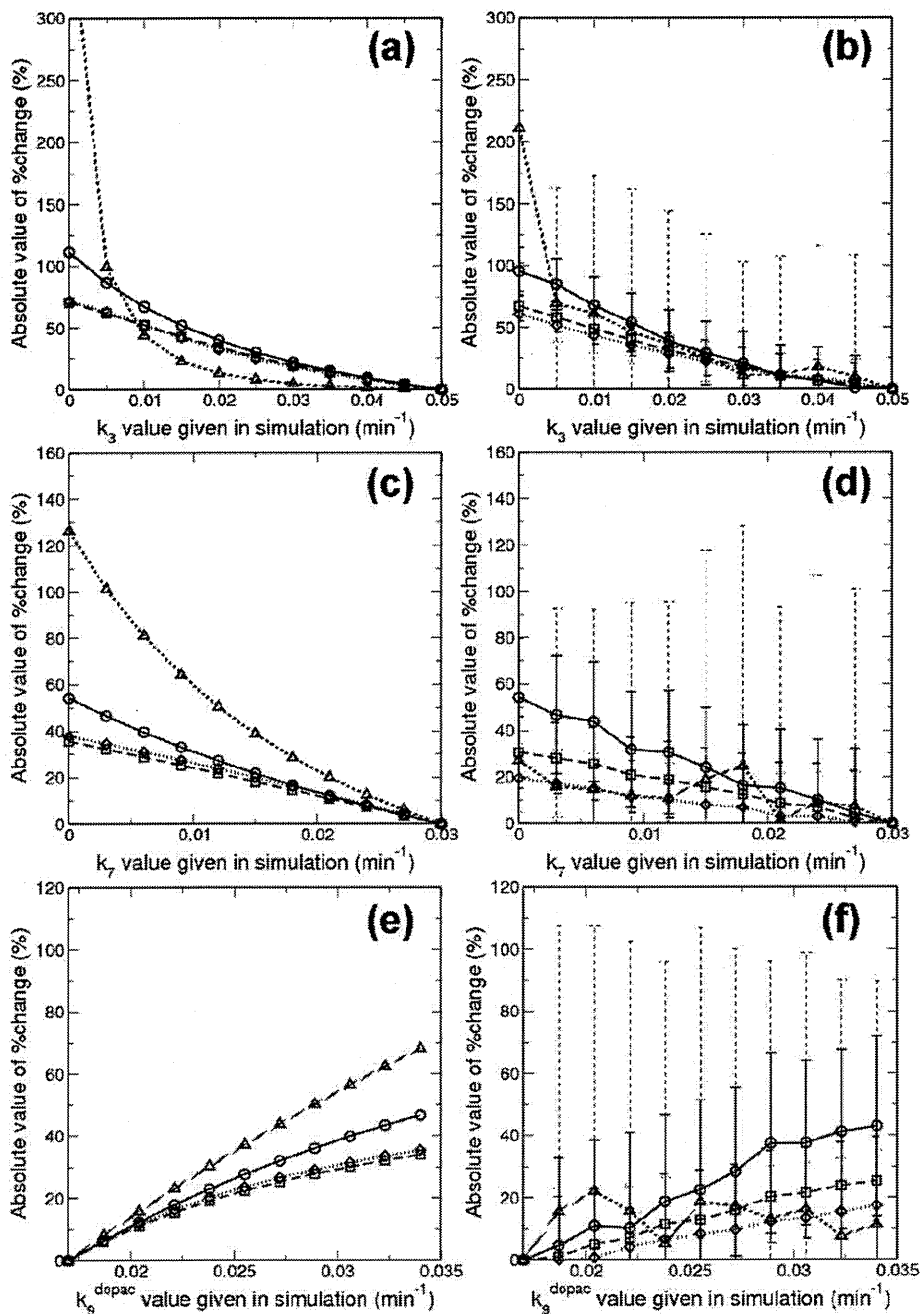 (a)
Absolute value of %change (%)
300
250
200
150
100
50
0
0 0.01 0.02 0.03 0.04 0.05
k3 value given in simulation (min-1)
(b)
Absolute value of %change (%)
300
250
200
150
100
50
0
0 0.01 0.02 0.03 0.04 0.05
k3 value given in simulation (min-1)
(c)
Absolute value of %change (%)
160
140
120
100
80
60
40
20
0
0 0.01 0.02 0.03
k7 value given in simulation (min-1)
(d)
Absolute value of %change (%)
160
140
120
100
80
60
40
20
0
0 0.01 0.02 0.03
k7 value given in simulation (min-1)
(e)
Absolute value of %change (%)
120
100
80
60
40
20
0
0.02 0.025 0.03 0.035
k9 dopac value given in simulation (min-1)
(f)
Absolute value of %change (%)
120
100
80
60
40
20
0
0.02 0.025 0.03 0.035
k9 dopac value given in simulation (min-1)